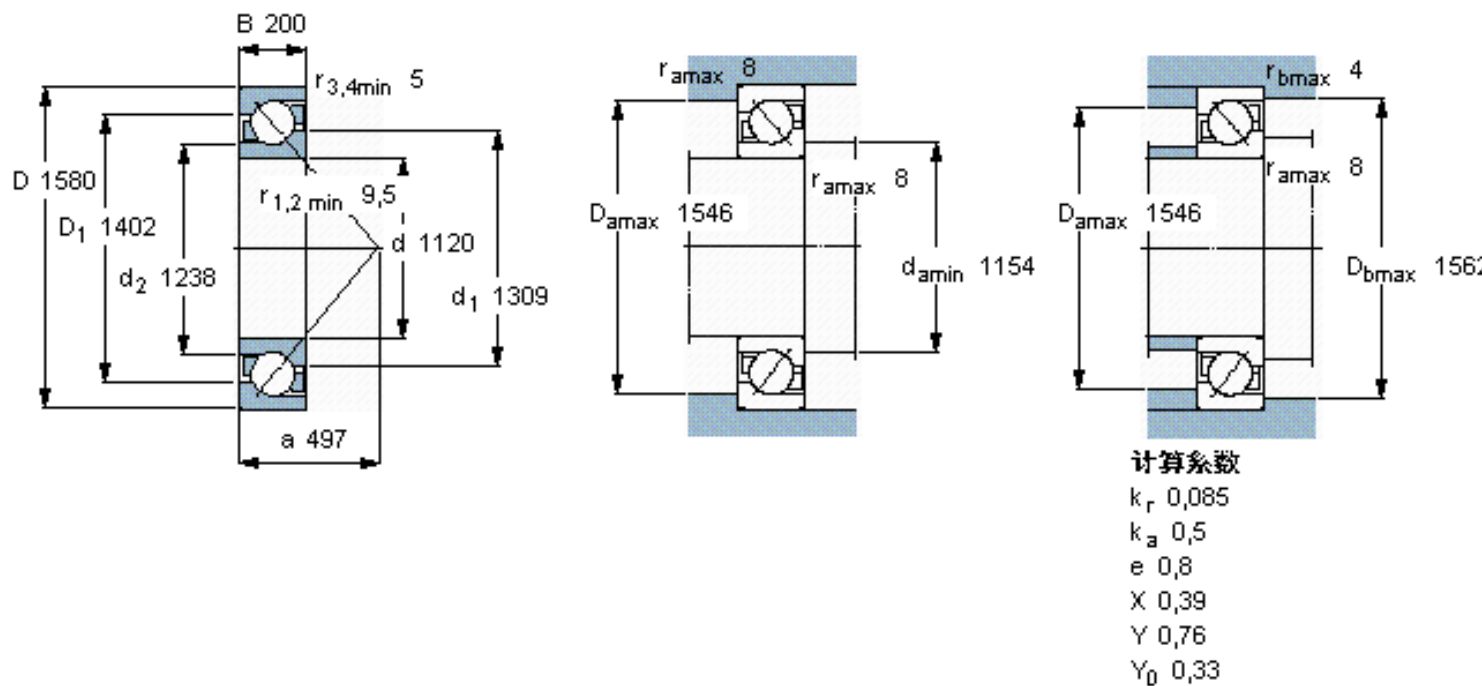 B 200
r3,4min 5
D 1580
D1 1402
d2 1238
r1,2 min 9,5
d 1120
d1 1309
a 497
ramax 8
Damax 1546
ramax 8
damin 1154
rbmax 4
Damax 1546
ramax 8
Dbmax 1562
计算系数
kr 0,085
ka 0,5
e 0,8
X 0,39
Y 0,76
Y0 0,33